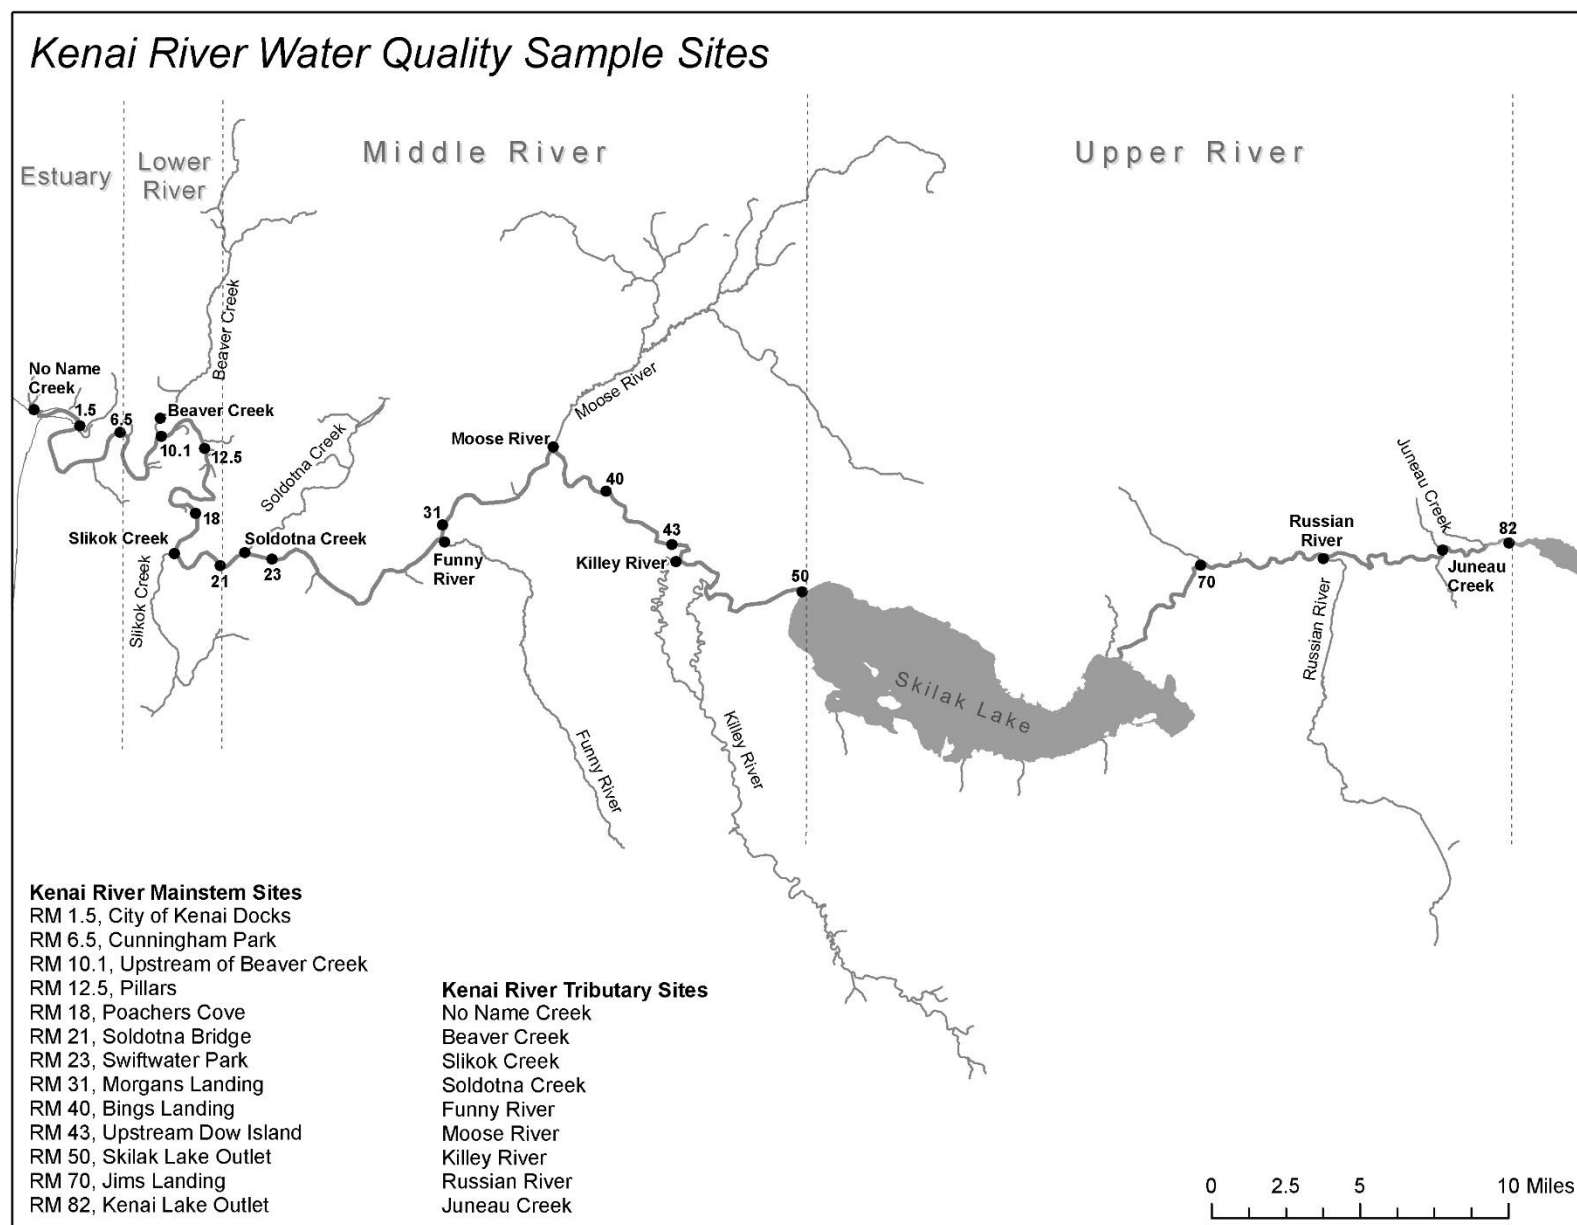 Kenai River Water Quality Sample Sites
Estuary
Lower
River
Middle River
Upper River
Beaver Creek
No Name
Creek
1.5
6.5
Beaver Creek
10.1
12.5
Soldotna Creek
Moose River
Moose River
40
Juneau Creek
18
31
43
Russian
River
82
Slikok Creek
Soldotna Creek
21
23
Funny
River
Killey River
50
70
Juneau
Creek
Slikok Creek
Russian River
Skilak Lake
Funny River
Killey River
Kenai River Mainstem Sites
RM 1.5, City of Kenai Docks
RM 6.5, Cunningham Park
RM 10.1, Upstream of Beaver Creek
RM 12.5, Pillars
RM 18, Poachers Cove
RM 21, Soldotna Bridge
RM 23, Swiftwater Park
RM 31, Morgans Landing
RM 40, Bings Landing
RM 43, Upstream Dow Island
RM 50, Skilak Lake Outlet
RM 70, Jims Landing
RM 82, Kenai Lake Outlet
Kenai River Tributary Sites
No Name Creek
Beaver Creek
Slikok Creek
Soldotna Creek
Funny River
Moose River
Killey River
Russian River
Juneau Creek
0 2.5 5 10 Miles